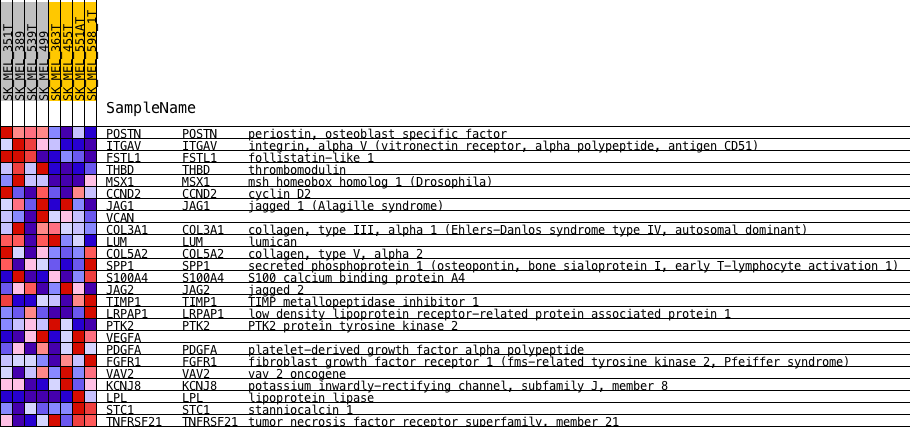 SK_MEL_351T
SK_MEL_389
SK_MEL_539T
SK_MEL_499
SK_MEL_363T
SK_MEL_455T
SK_MEL_551AT
SK_MEL_598_1T
SampleName
POSTN POSTN periostin, osteoblast specific factor
ITGAV ITGAV integrin, alpha V (vitronectin receptor, alpha polypeptide, antigen CD51)
FSTL1 FSTL1 follistatin-like 1
THBD THBD thrombomodulin
MSX1 MSX1 msh homeobox homolog 1 (Drosophila)
CCND2 CCND2 cyclin D2
JAG1 JAG1 jagged 1 (Alagille syndrome)
VCAN
COL3A1 COL3A1 collagen, type III, alpha 1 (Ehlers-Danlos syndrome type IV, autosomal dominant)
LUM LUM lumican
COL5A2 COL5A2 collagen, type V, alpha 2
SPP1 SPP1 secreted phosphoprotein 1 (osteopontin, bone sialoprotein I, early T-lymphocyte activation 1)
S100A4 S100A4 S100 calcium binding protein A4
JAG2 JAG2 jagged 2
TIMP1 TIMP1 TIMP metallopeptidase inhibitor 1
LRPAP1 LRPAP1 low density lipoprotein receptor-related protein associated protein 1
PTK2 PTK2 PTK2 protein tyrosine kinase 2
VEGFA
PDGFA PDGFA platelet-derived growth factor alpha polypeptide
FGFR1 FGFR1 fibroblast growth factor receptor 1 (fms-related tyrosine kinase 2, Pfeiffer syndrome)
VAV2 VAV2 vav 2 oncogene
KCNJ8 KCNJ8 potassium inwardly-rectifying channel, subfamily J, member 8
LPL LPL lipoprotein lipase
STC1 STC1 stanniocalcin 1
TNFRSF21 TNFRSF21 tumor necrosis factor receptor superfamily, member 21